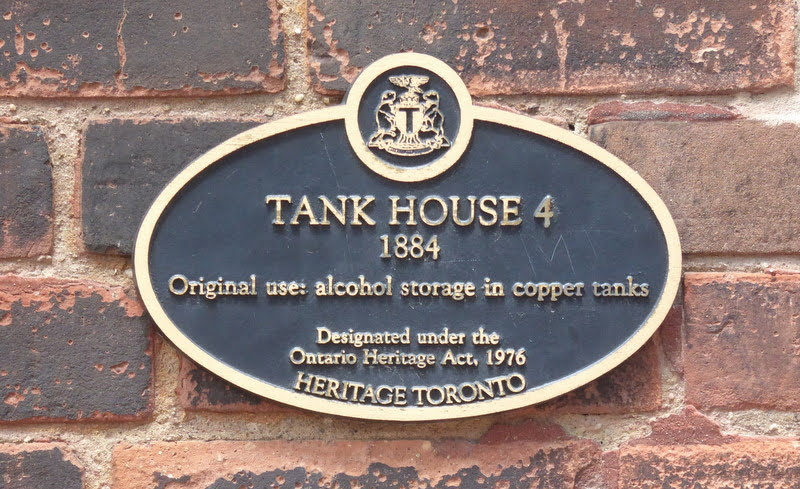 T
TANK HOUSE 4
1884
Original use: alcohol storage in copper tanks
Designated under the
Ontario Heritage Act, 1976
HERITAGE TORONTO